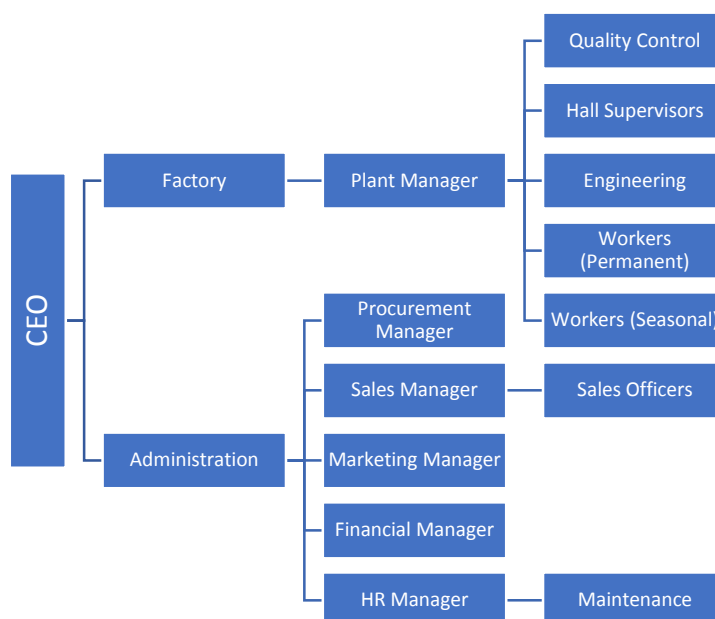 CEO
Factory
Plant Manager
Quality Control
Hall Supervisors
Engineering
Workers
(Permanent)
Workers (Seasonal)
Administration
Procurement
Manager
Sales Manager
Sales Officers
Marketing Manager
Financial Manager
HR Manager
Maintenance